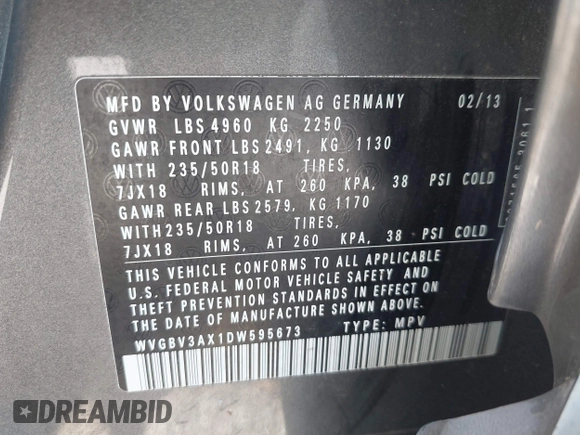 MFD BY VOLKSWAGEN AG GERMANY 02/13
GVWR LBS 4960 KG 2250
GAWR FRONT LBS 2491, KG 1130
WITH 235/50R18 TIRES,
7JX18 RIMS, AT 260 KPA, 38 PSI COLD
GAWR REAR LBS 2579, KG 1170
WITH 235/50R18 TIRES,
7JX18 RIMS, AT 260 KPA, 38 PSI COLD
THIS VEHICLE CONFORMS TO ALL APPLICABLE
U.S. FEDERAL MOTOR VEHICLE SAFETY AND
THEFT PREVENTION STANDARDS IN EFFECT ON
THE DATE OF MANUFACTURE SHOWN ABOVE.
WVGBV3AX1DW595673 TYPE: MPV
DREAMBID